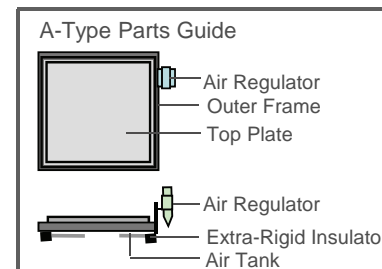 A-Type Parts Guide
Air Regulator
Outer Frame
Top Plate
Air Regulator
Extra-Rigid Insulato
Air Tank